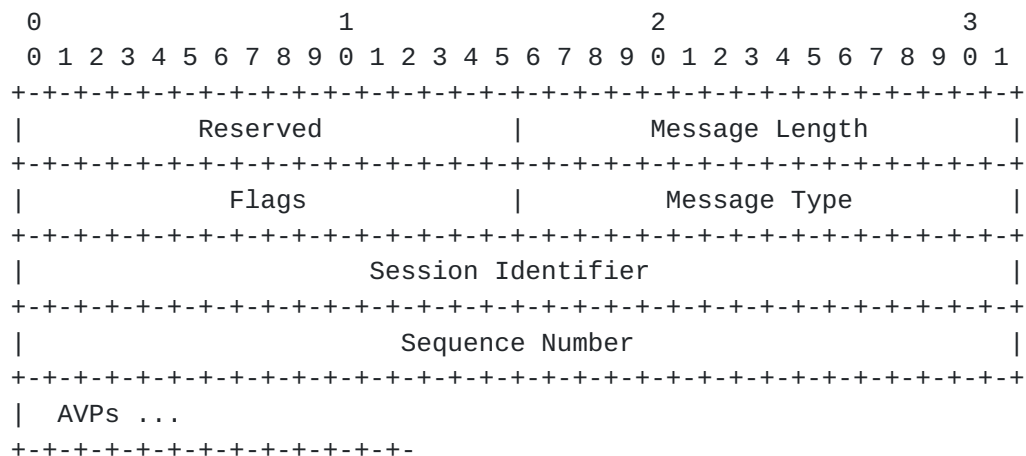 0                   1                   2                   3
 0 1 2 3 4 5 6 7 8 9 0 1 2 3 4 5 6 7 8 9 0 1 2 3 4 5 6 7 8 9 0 1
+-+-+-+-+-+-+-+-+-+-+-+-+-+-+-+-+-+-+-+-+-+-+-+-+-+-+-+-+-+-+-+-+
|           Reserved            |        Message Length         |
+-+-+-+-+-+-+-+-+-+-+-+-+-+-+-+-+-+-+-+-+-+-+-+-+-+-+-+-+-+-+-+-+
|             Flags             |         Message Type          |
+-+-+-+-+-+-+-+-+-+-+-+-+-+-+-+-+-+-+-+-+-+-+-+-+-+-+-+-+-+-+-+-+
|                      Session Identifier                       |
+-+-+-+-+-+-+-+-+-+-+-+-+-+-+-+-+-+-+-+-+-+-+-+-+-+-+-+-+-+-+-+-+
|                        Sequence Number                        |
+-+-+-+-+-+-+-+-+-+-+-+-+-+-+-+-+-+-+-+-+-+-+-+-+-+-+-+-+-+-+-+-+
|  AVPs ...
+-+-+-+-+-+-+-+-+-+-+-+-+-